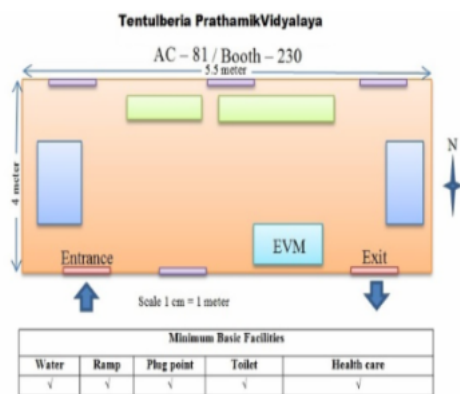 Tentulberia PrathamikVidyalaya
AC – 81 / Booth – 230
5.5 meter
4 meter
N
EVM
Entrance
Exit
Scale 1 cm = 1 meter
Minimum Basic Facilities
Water Ramp Plug point Toilet Health care
√ √ √ √ √